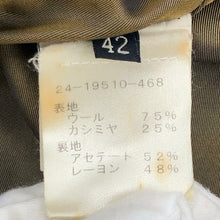 42
24-19510-468
表地
ウール 75%
カシミヤ 25%
裏地
アセテート 52%
レーヨン 48%